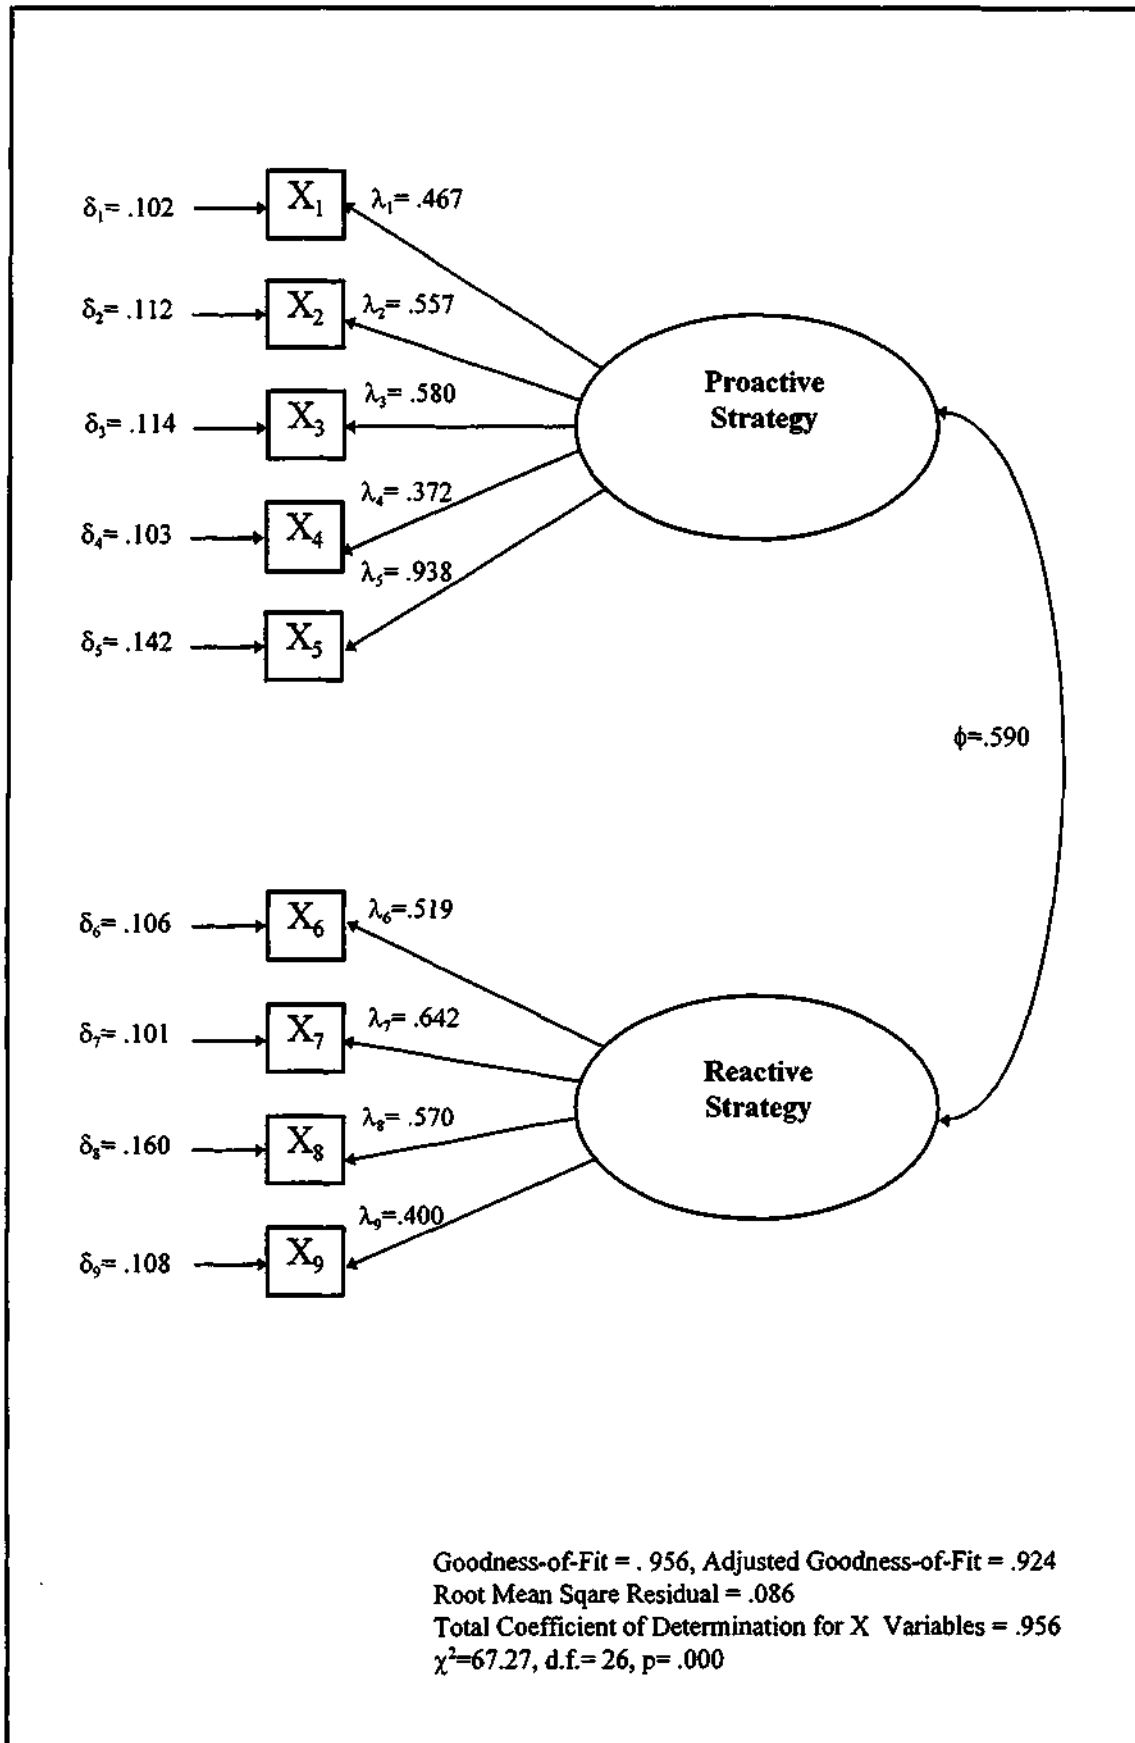 δ₁= .102
X₁
λ₁= .467
δ₂= .112
X₂
λ₂= .557
δ₃= .114
X₃
λ₃= .580
Proactive
Strategy
δ₄= .103
X₄
λ₄= .372
δ₅= .142
X₅
λ₅= .938
ϕ=.590
δ₆= .106
X₆
λ₆=.519
δ₇= .101
X₇
λ₇= .642
Reactive
Strategy
δ₈= .160
X₈
λ₈= .570
δ₉= .108
X₉
λ₉=.400
Goodness-of-Fit = . 956, Adjusted Goodness-of-Fit = .924
Root Mean Sqare Residual = .086
Total Coefficient of Determination for X Variables = .956
χ²=67.27, d.f.= 26, p= .000